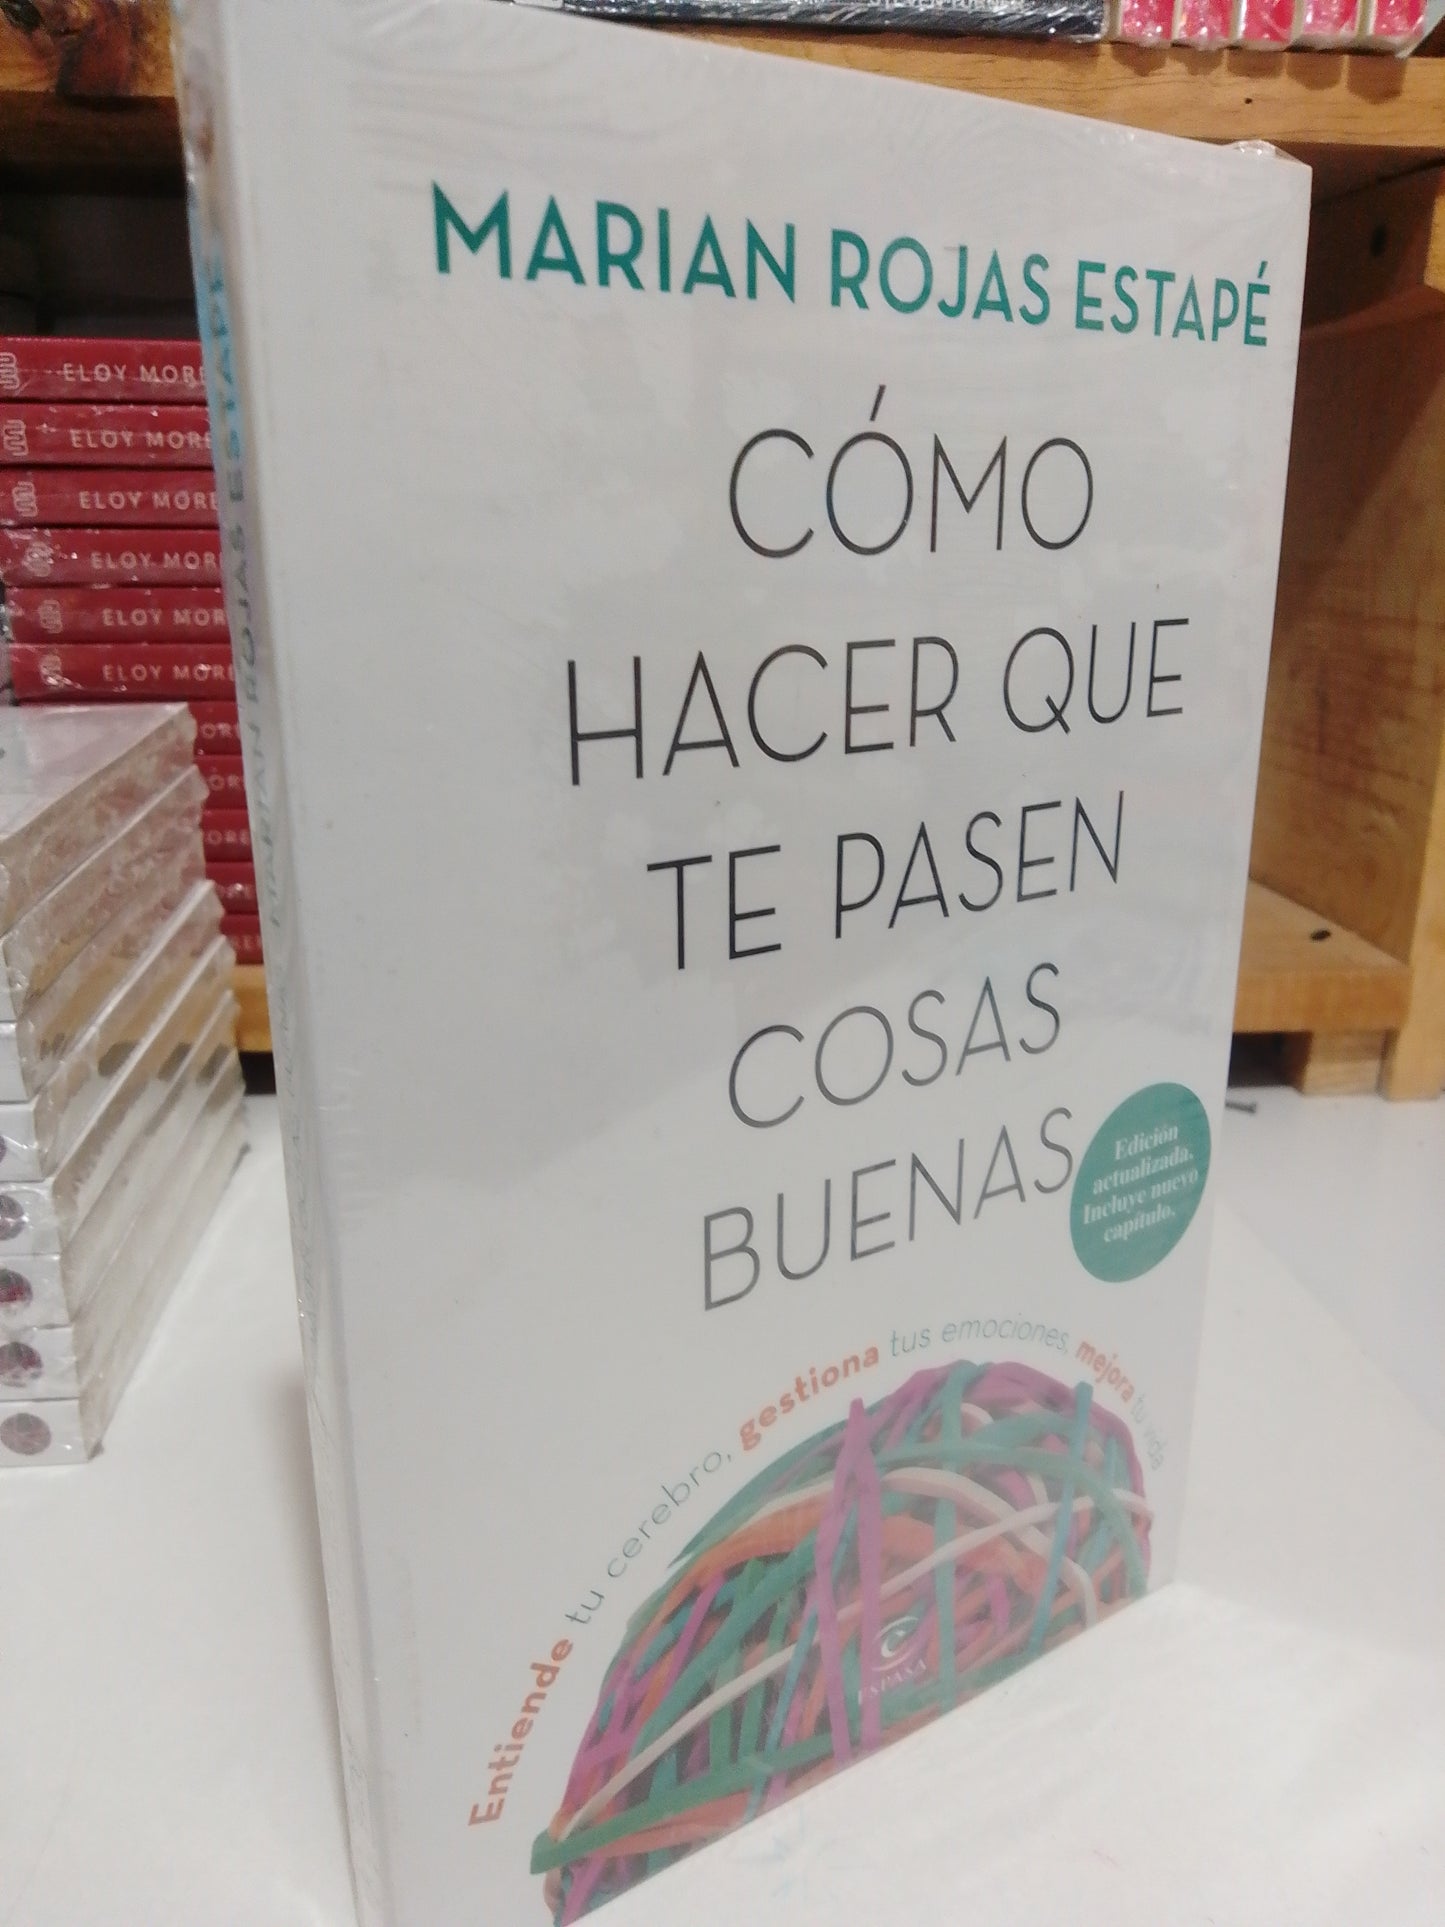 MARIAN ROJAS ESTAPÉ
CÓMO
HACER QUE
TE PASEN
COSAS
BUENAS
Edición
actualizada.
Incluye nuevo
capítulo.
Entiende tu cerebro, gestiona tus emociones, mejora tu vida
ESPASA
MARIAN ROJAS ESTAPÉ
ELOY MORE
ELOY MORE
ELOY MORE
ELOY MOR
ELOY MOR
ELOY MORE